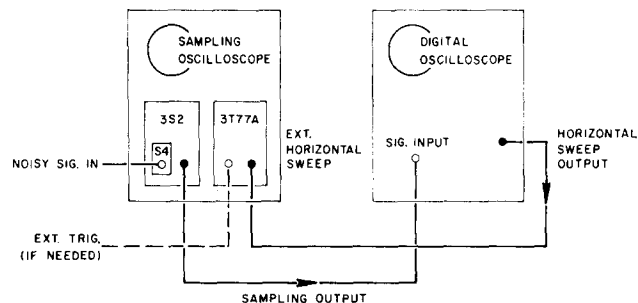 SAMPLING
OSCILLOSCOPE
DIGITAL
OSCILLOSCOPE
3S2
3T77A
S4
EXT.
HORIZONTAL
SWEEP
SIG. INPUT
HORIZONTAL
SWEEP
OUTPUT
NOISY SIG. IN
EXT. TRIG.
(IF NEEDED)
SAMPLING OUTPUT